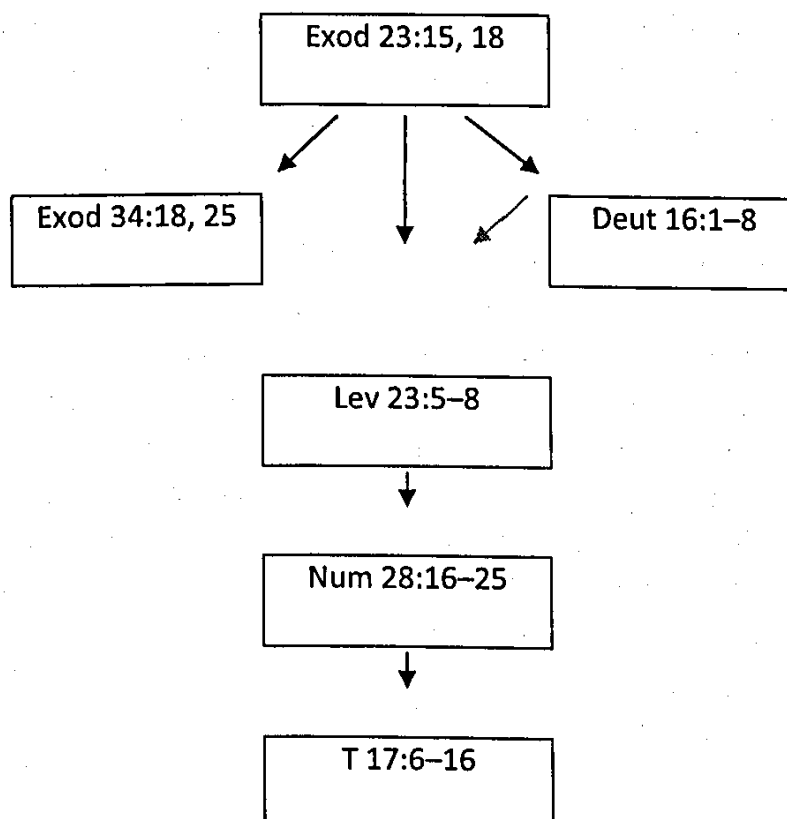 Exod 23:15, 18
Exod 34:18, 25
Deut 16:1–8
Lev 23:5–8
Num 28:16–25
T 17:6–16